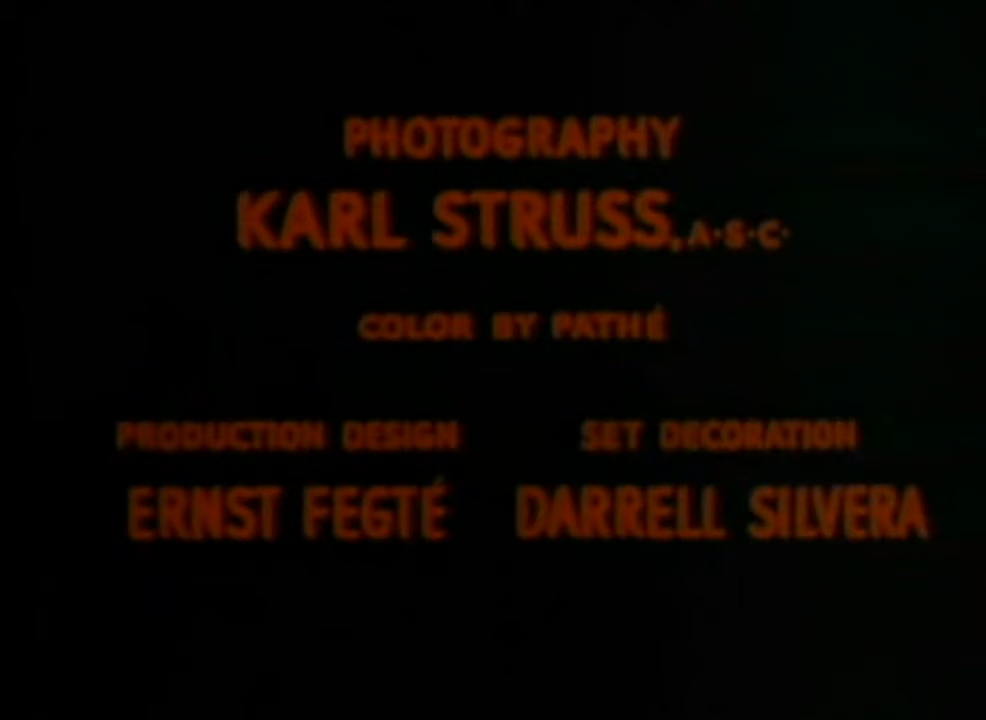 PHOTOGRAPHY
KARL STRUSS, A·S·C·
COLOR BY PATHÉ
PRODUCTION DESIGN
ERNST FEGTÉ
SET DECORATION
DARRELL SILVERA